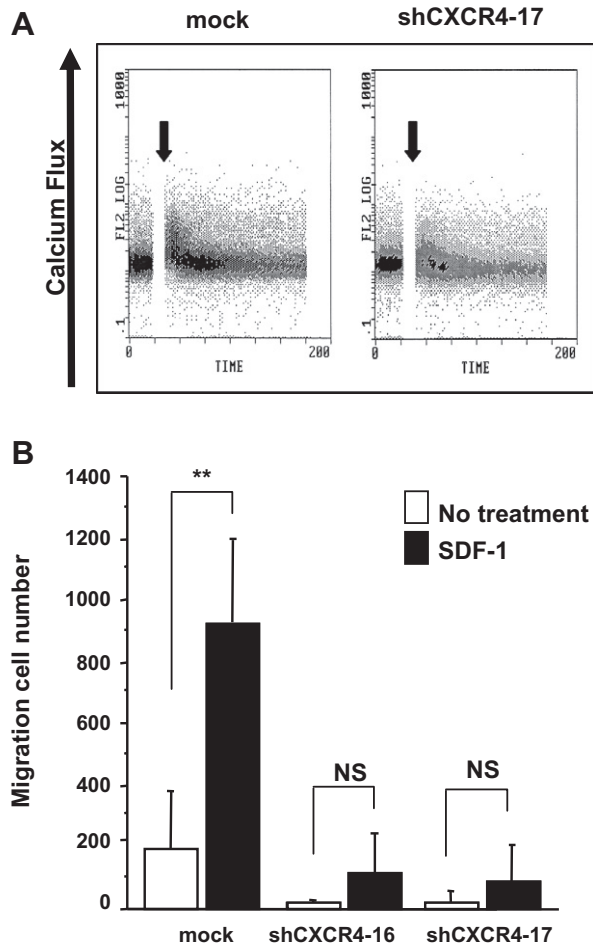 A
mock
shCXCR4-17
Calcium Flux
1000
FL2 LOG
.1
0
200
TIME
1000
FL2 LOG
.1
0
200
TIME
B
Migration cell number
1400
1200
1000
800
600
400
200
0
**
NS
NS
No treatment
SDF-1
mock
shCXCR4-16
shCXCR4-17